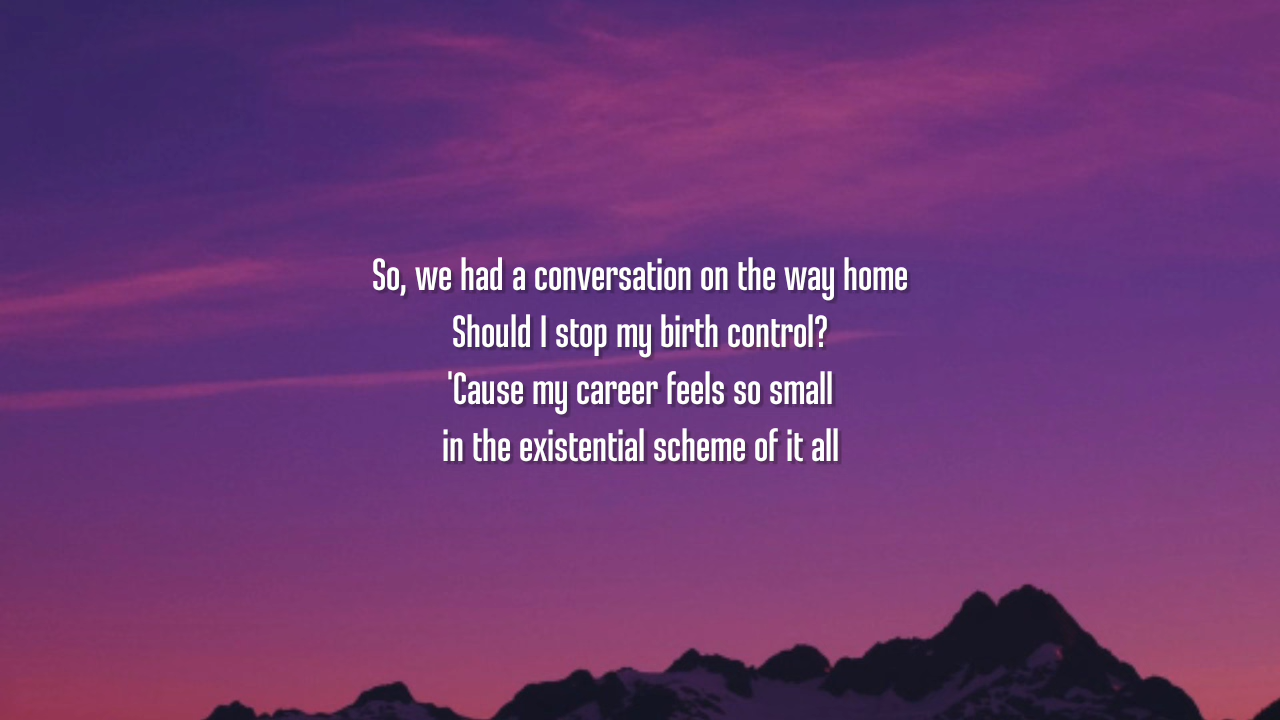 So, we had a conversation on the way home
Should I stop my birth control?
'Cause my career feels so small
in the existential scheme of it all